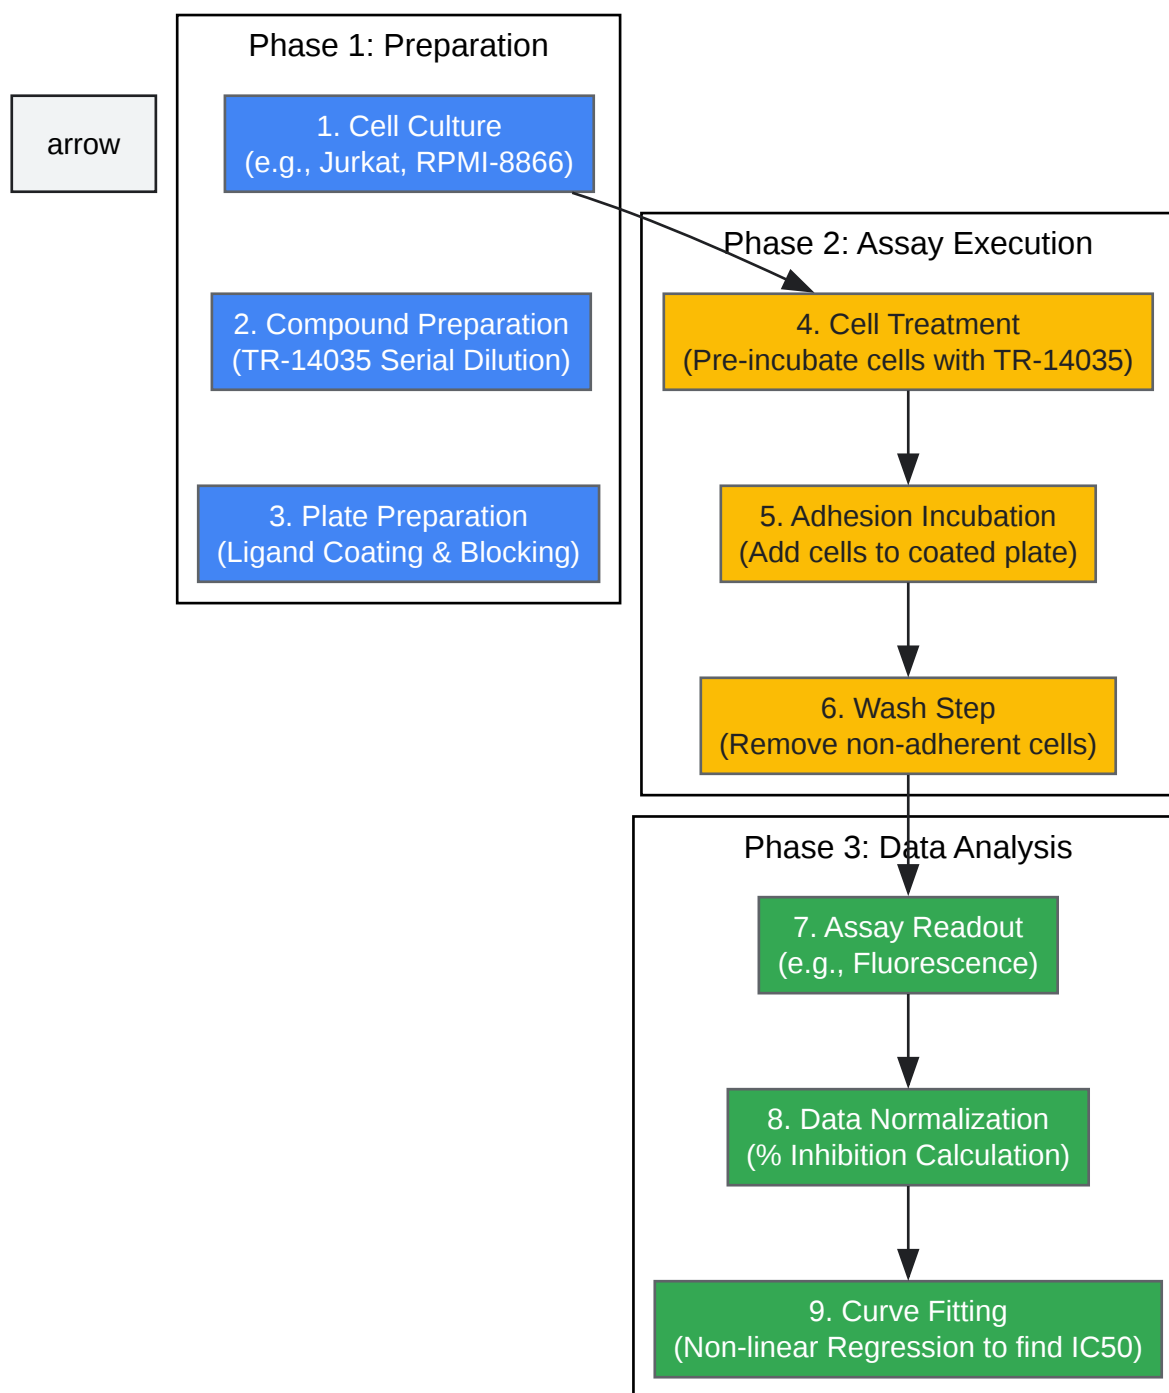 Phase 1: Preparation
arrow
1. Cell Culture
(e.g., Jurkat, RPMI-8866)
2. Compound Preparation
(TR-14035 Serial Dilution)
3. Plate Preparation
(Ligand Coating & Blocking)
Phase 2: Assay Execution
4. Cell Treatment
(Pre-incubate cells with TR-14035)
5. Adhesion Incubation
(Add cells to coated plate)
6. Wash Step
(Remove non-adherent cells)
Phase 3: Data Analysis
7. Assay Readout
(e.g., Fluorescence)
8. Data Normalization
(% Inhibition Calculation)
9. Curve Fitting
(Non-linear Regression to find IC50)